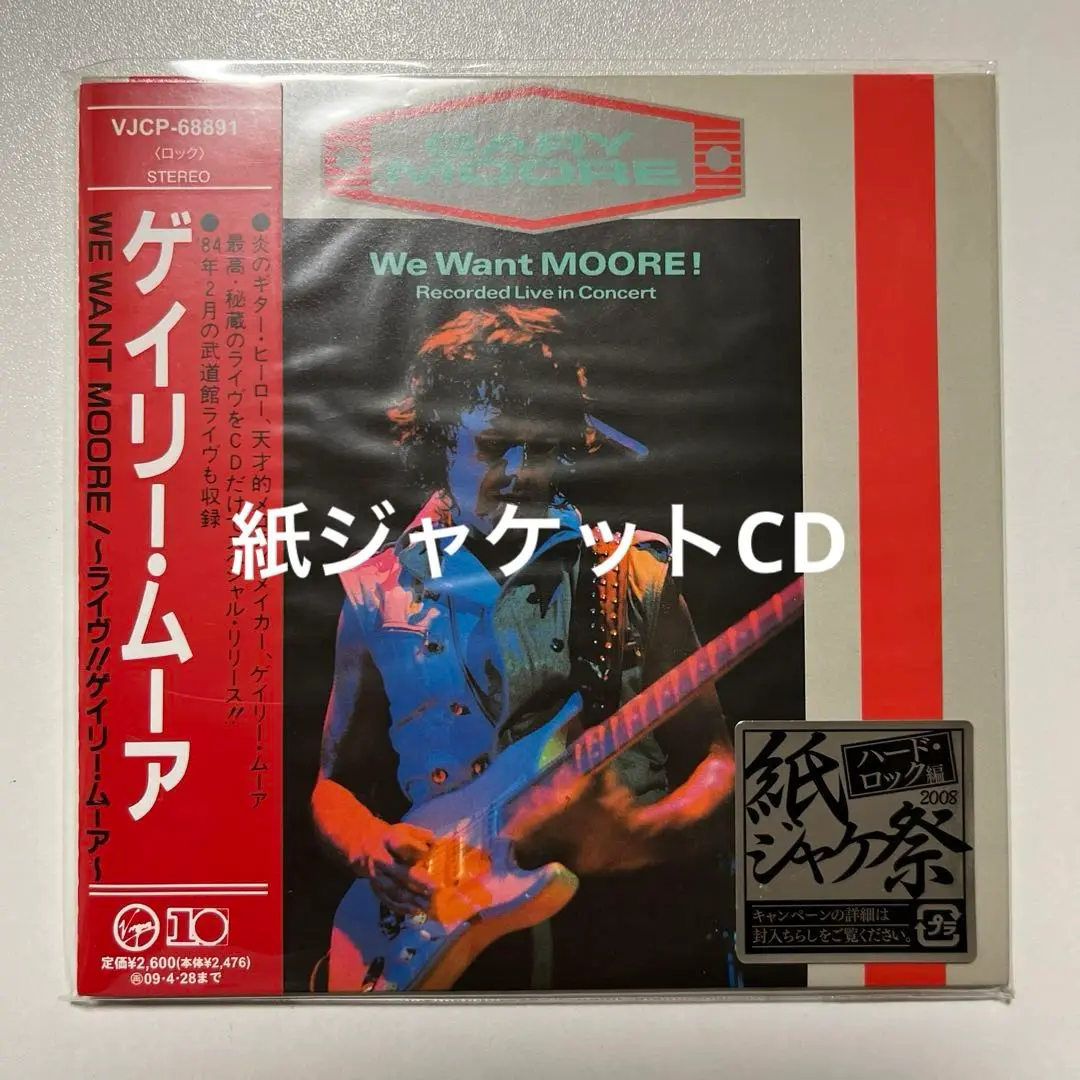 VJCP-68891
〈ロック〉
STEREO
ゲイリー・ムーア
WE WANT MOORE / 〜ライヴ!!ゲイリー・ムーア〜
●炎のギター・ヒーロー、天才的メ
メイカー、ゲイリー・ムーア
最高・秘蔵のライヴをCDだけ
シャル・リリース!!
●'84年2月の武道館ライヴも収録
Virgin 10
定価¥2,600(本体¥2,476)
㊢09・4・28まで
GARY
MOORE
We Want MOORE!
Recorded Live in Concert
紙ジャケットCD
紙ジャケ祭
ハード・
ロック編
2008
キャンペーンの詳細は
封入ちらしをご覧ください。
プラ